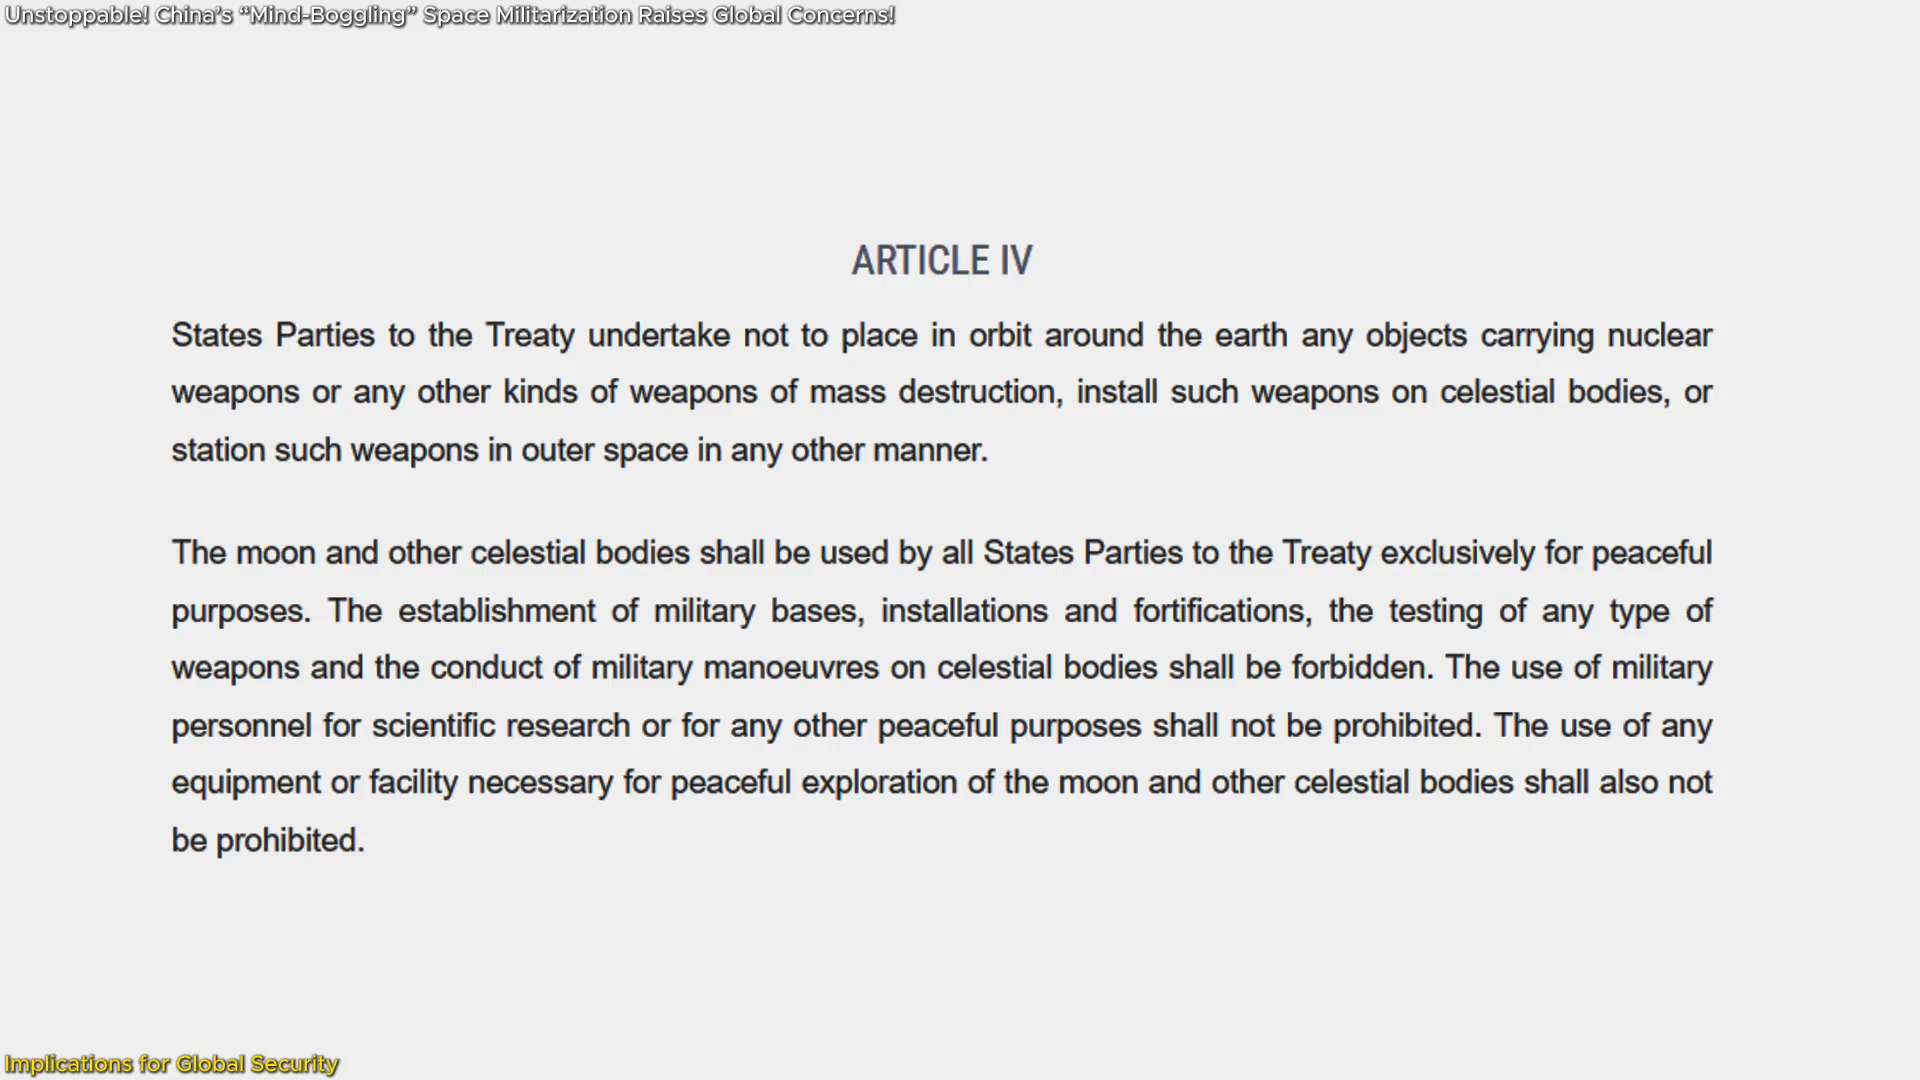 Unstoppable! China's “Mind-Boggling” Space Militarization Raises Global Concerns!
ARTICLE IV
States Parties to the Treaty undertake not to place in orbit around the earth any objects carrying nuclear
weapons or any other kinds of weapons of mass destruction, install such weapons on celestial bodies, or
station such weapons in outer space in any other manner.
The moon and other celestial bodies shall be used by all States Parties to the Treaty exclusively for peaceful
purposes. The establishment of military bases, installations and fortifications, the testing of any type of
weapons and the conduct of military manoeuvres on celestial bodies shall be forbidden. The use of military
personnel for scientific research or for any other peaceful purposes shall not be prohibited. The use of any
equipment or facility necessary for peaceful exploration of the moon and other celestial bodies shall also not
be prohibited.
Implications for Global Security